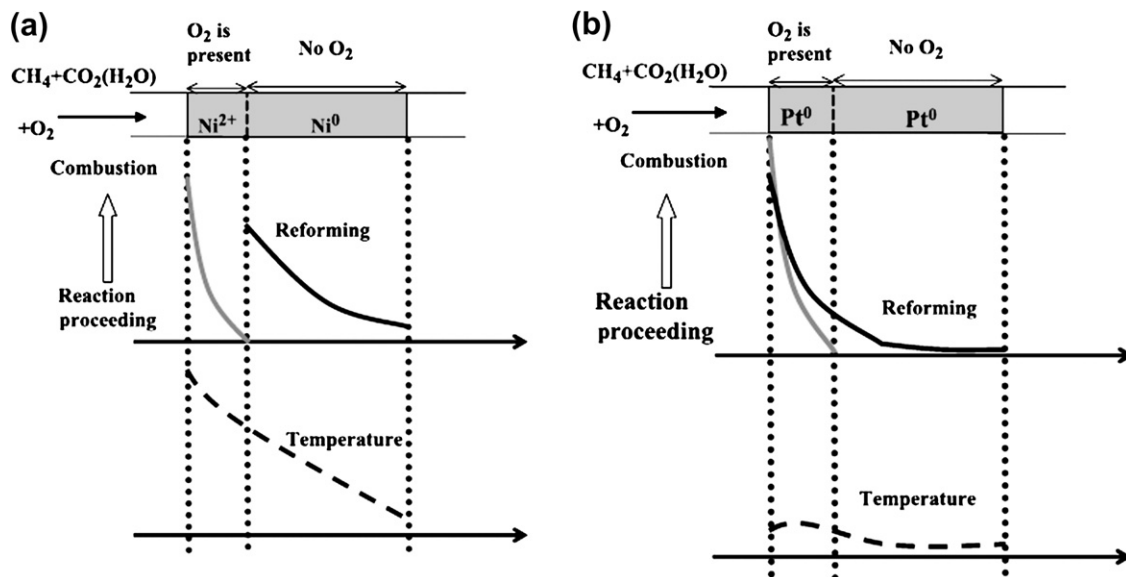 (a)
O₂ is
present
No O₂
CH₄+CO₂(H₂O)
+O₂
Ni²⁺
Ni⁰
Combustion
Reforming
Reaction
proceeding
Temperature
(b)
O₂ is
present
No O₂
CH₄+CO₂(H₂O)
+O₂
Pt⁰
Pt⁰
Combustion
Reaction
proceeding
Reforming
Temperature